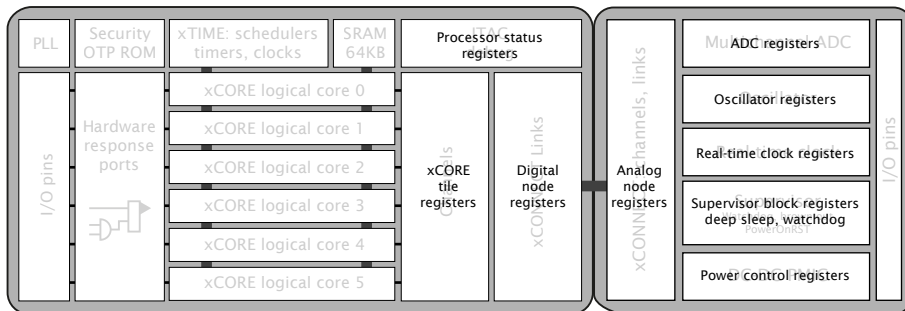 PLL
Security
OTP ROM
xTIME: schedulers
timers, clocks
SRAM
64KB
Processor status
registers
I/O pins
Hardware
response
ports
xCORE logical core 0
xCORE logical core 1
xCORE logical core 2
xCORE logical core 3
xCORE logical core 4
xCORE logical core 5
xCORE
tile
registers
Digital
node
registers
Analog
node
registers
ADC registers
Oscillator registers
Real-time clock registers
Supervisor block registers
deep sleep, watchdog
PowerOnRST
Power control registers
I/O pins